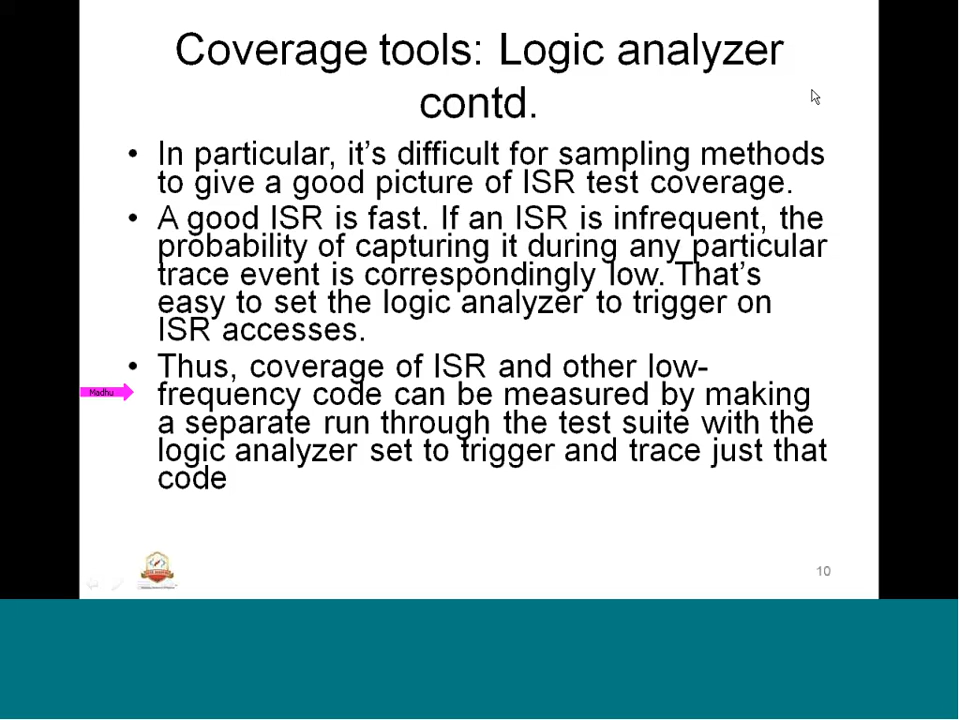 Coverage tools: Logic analyzer
contd.
• In particular, it's difficult for sampling methods
to give a good picture of ISR test coverage.
• A good ISR is fast. If an ISR is infrequent, the
probability of capturing it during any particular
trace event is correspondingly low. That's
easy to set the logic analyzer to trigger on
ISR accesses.
• Thus, coverage of ISR and other low-
Madhu
frequency code can be measured by making
a separate run through the test suite with the
logic analyzer set to trigger and trace just that
code
10